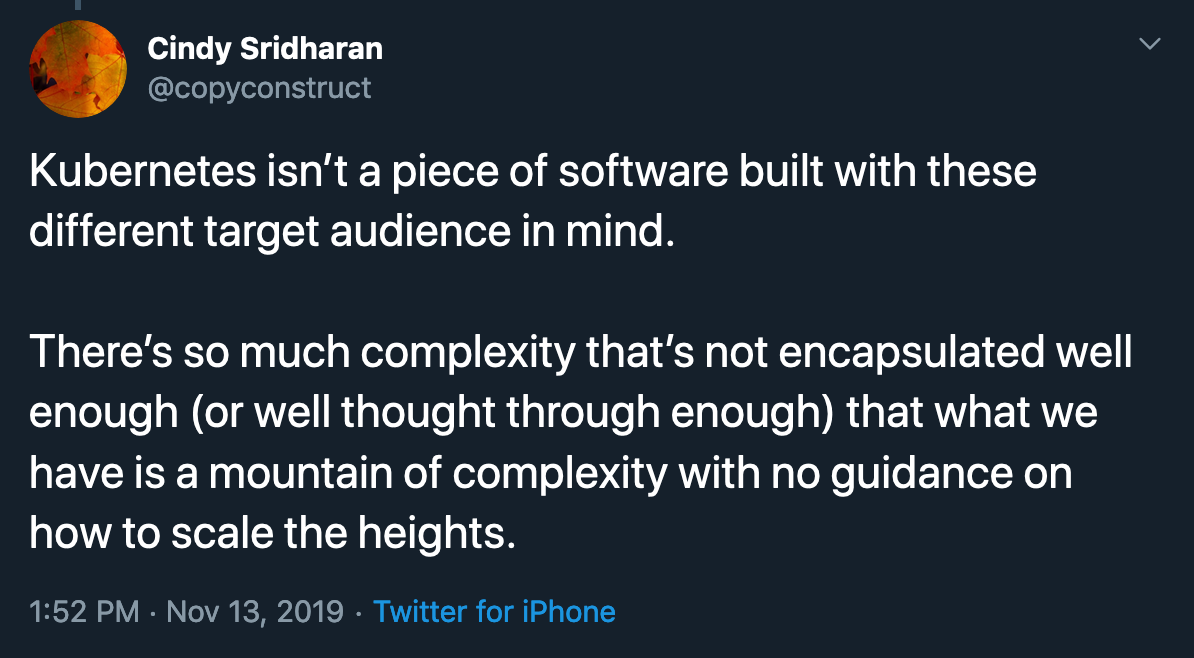 Cindy Sridharan
@copyconstruct
Kubernetes isn’t a piece of software built with these
different target audience in mind.
There’s so much complexity that’s not encapsulated well
enough (or well thought through enough) that what we
have is a mountain of complexity with no guidance on
how to scale the heights.
1:52 PM · Nov 13, 2019 · Twitter for iPhone